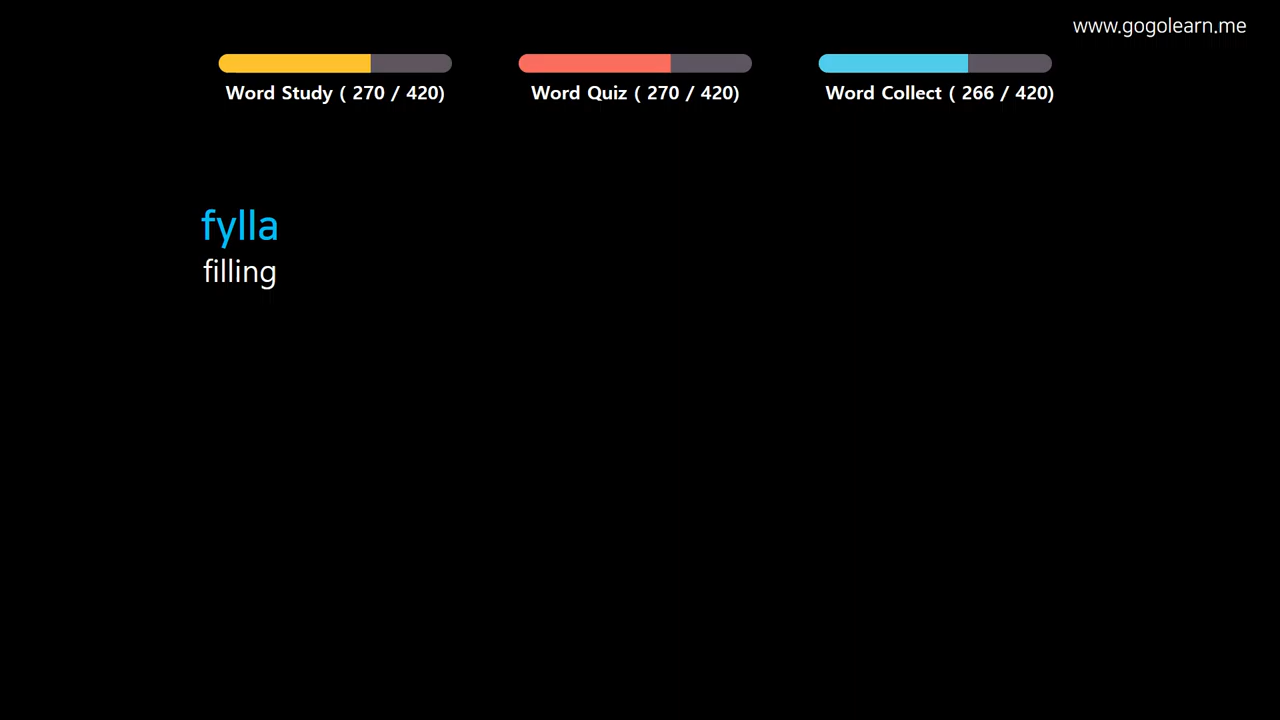 www.gogolearn.me
Word Study ( 270 / 420)
Word Quiz ( 270 / 420)
Word Collect ( 266 / 420)
fylla
filling